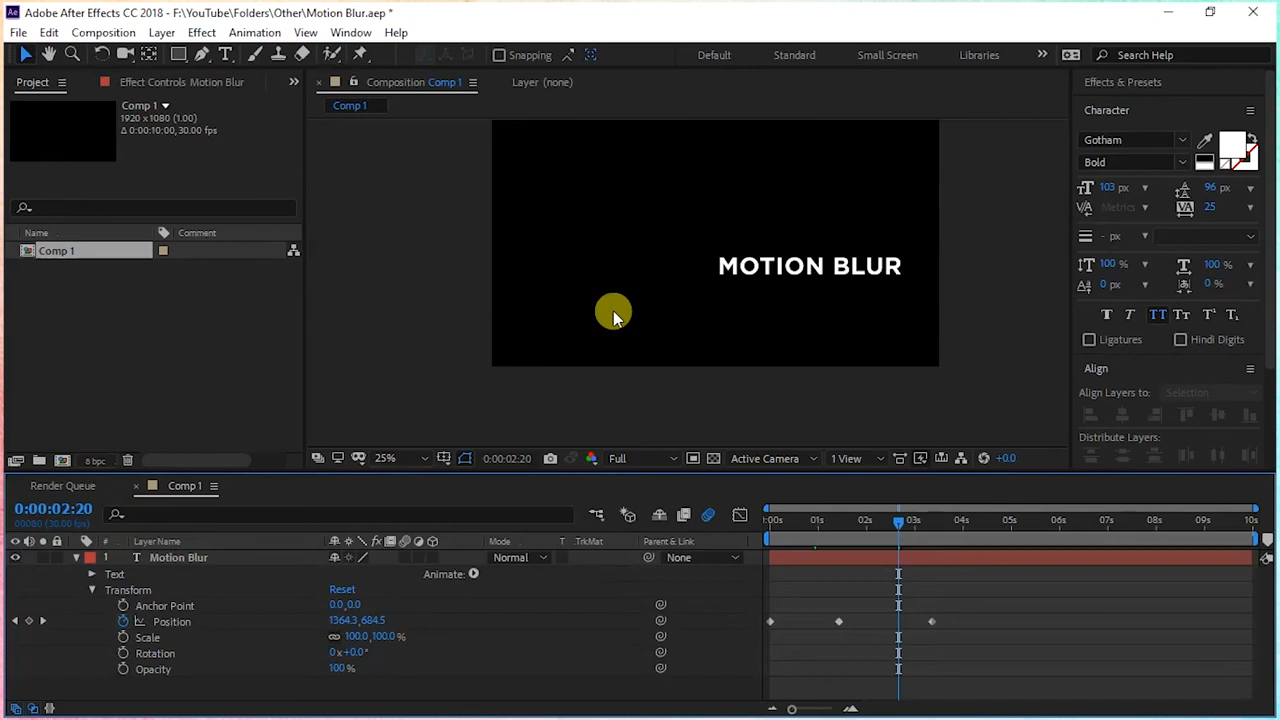 Adobe After Effects CC 2018 - F:\YouTube\Folders\Other\Motion Blur.aep *
File Edit Composition Layer Effect Animation View Window Help
Snapping Default Standard Small Screen Libraries Search Help
Project Effect Controls Motion Blur Composition Comp 1 Layer (none) Effects & Presets
Comp 1
1920 x 1080 (1.00)
Δ 0:00:10:00, 30.00 fps
Comp 1
Character
Gotham
Bold
103 px 96 px
Metrics 25
- px
100 % 100 %
0 px 0 %
TT Tr T¹ T₁
Ligatures Hindi Digits
Align
Align Layers to: Selection
Distribute Layers:
Name Comment
Comp 1
MOTION BLUR
8 bpc
25% 0:00:02:20 Full Active Camera 1 View +0.0
Render Queue Comp 1
0:00:02:20
00080 (30.00 fps)
:00s 01s 02s 03s 04s 05s 06s 07s 08s 09s 10s
# Layer Name Mode T .TrkMat Parent & Link
1 T Motion Blur Normal None
Text Animate:
Transform Reset
Anchor Point 0.0,0.0
Position 1364.3,684.5
Scale 100.0,100.0 %
Rotation 0 x+0.0°
Opacity 100 %